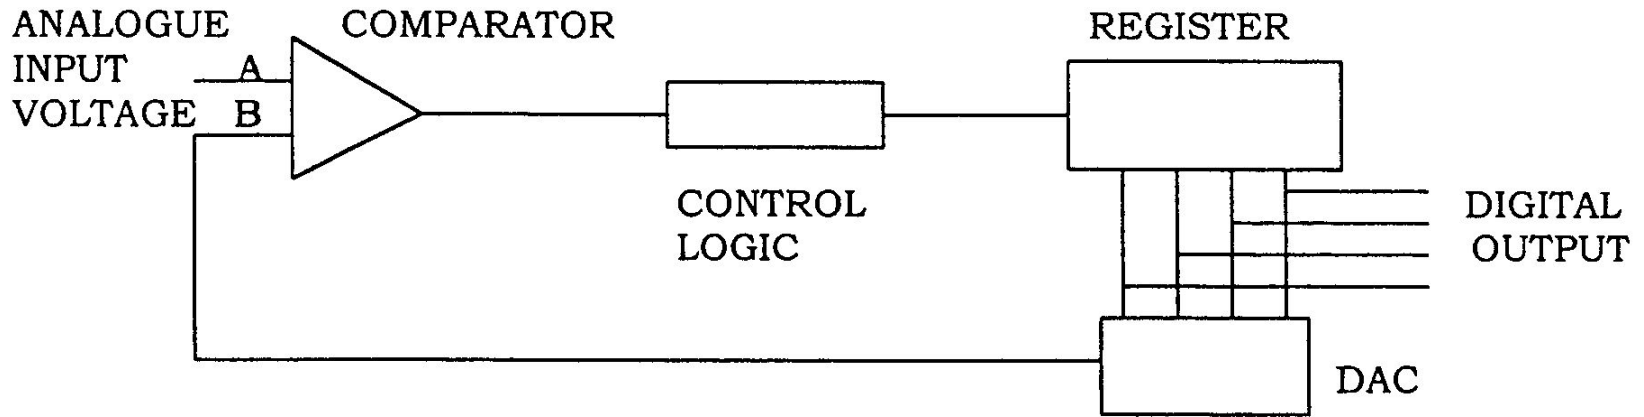 ANALOGUE
INPUT A
VOLTAGE B
COMPARATOR
REGISTER
CONTROL
LOGIC
DIGITAL
OUTPUT
DAC